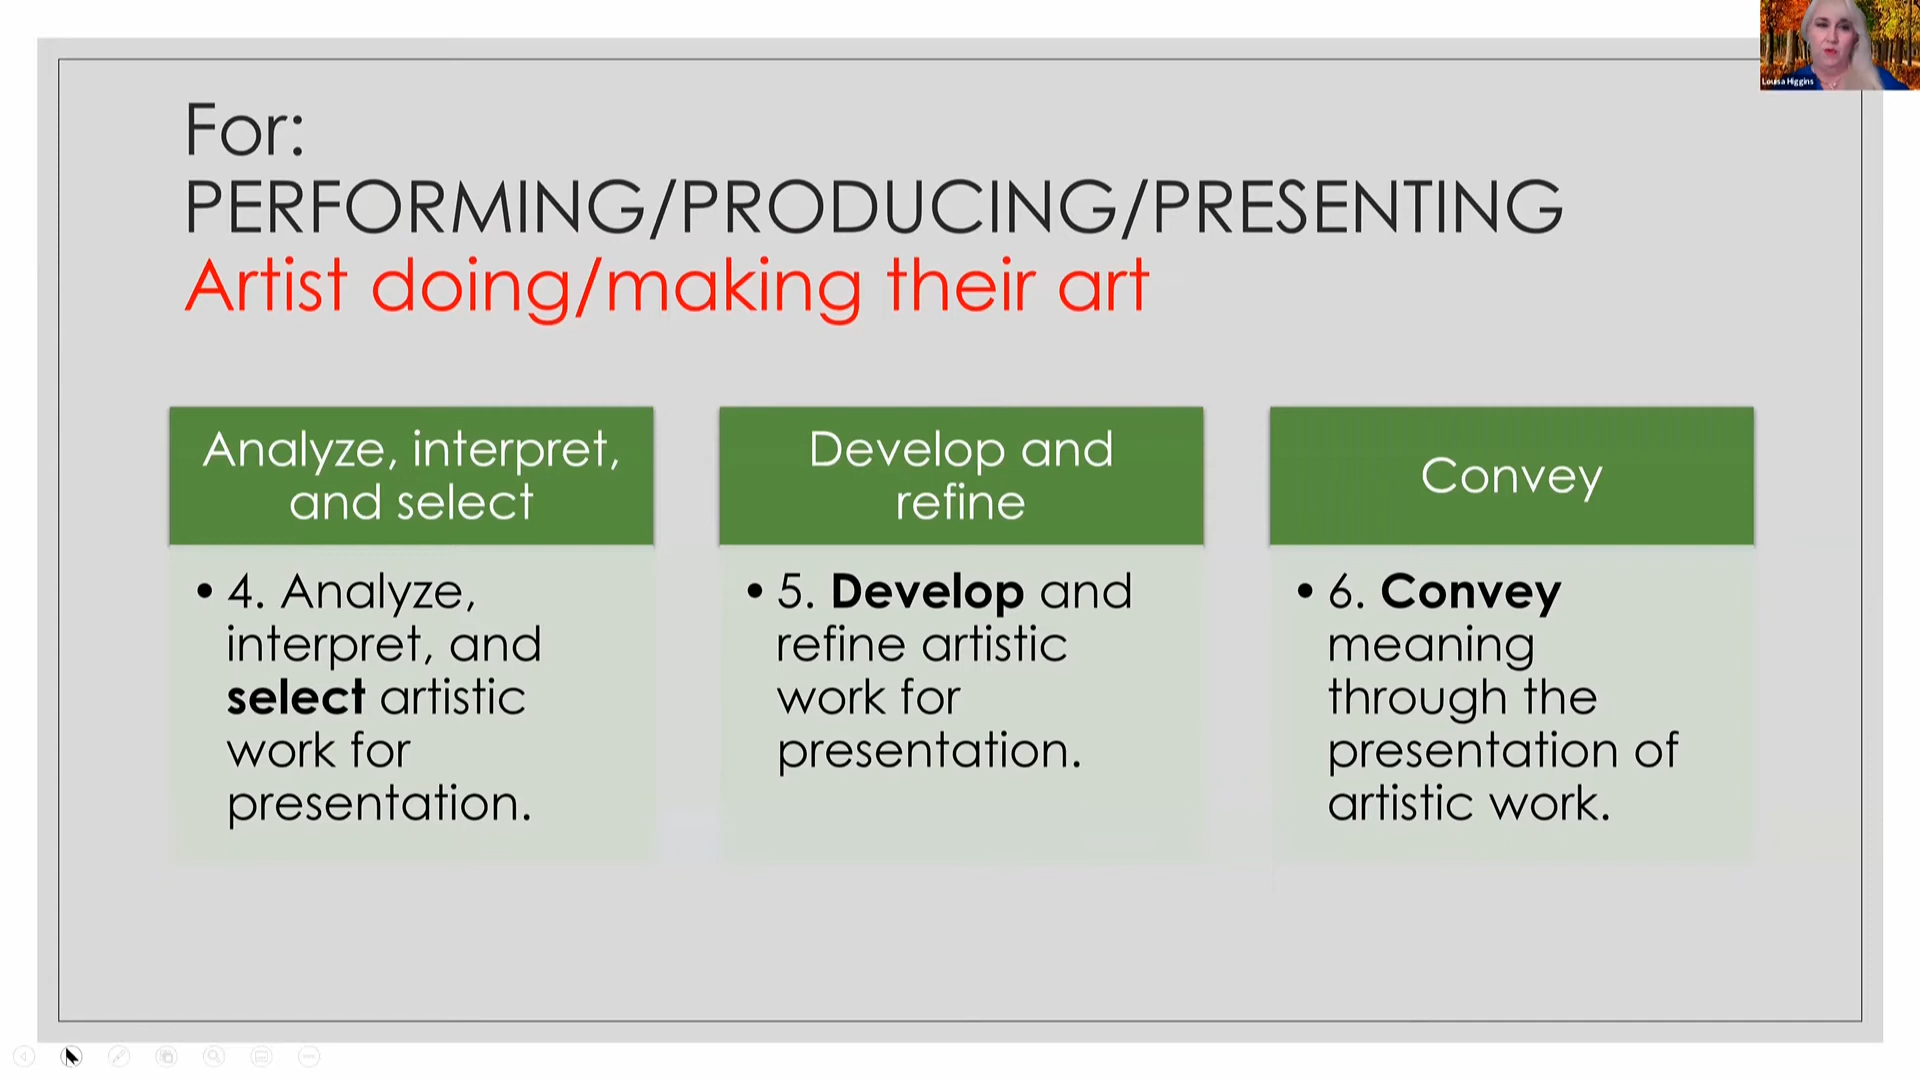 Louisa Higgins
For:
PERFORMING/PRODUCING/PRESENTING
Artist doing/making their art
Analyze, interpret,
and select
• 4. Analyze,
interpret, and
select artistic
work for
presentation.
Develop and
refine
• 5. Develop and
refine artistic
work for
presentation.
Convey
• 6. Convey
meaning
through the
presentation of
artistic work.